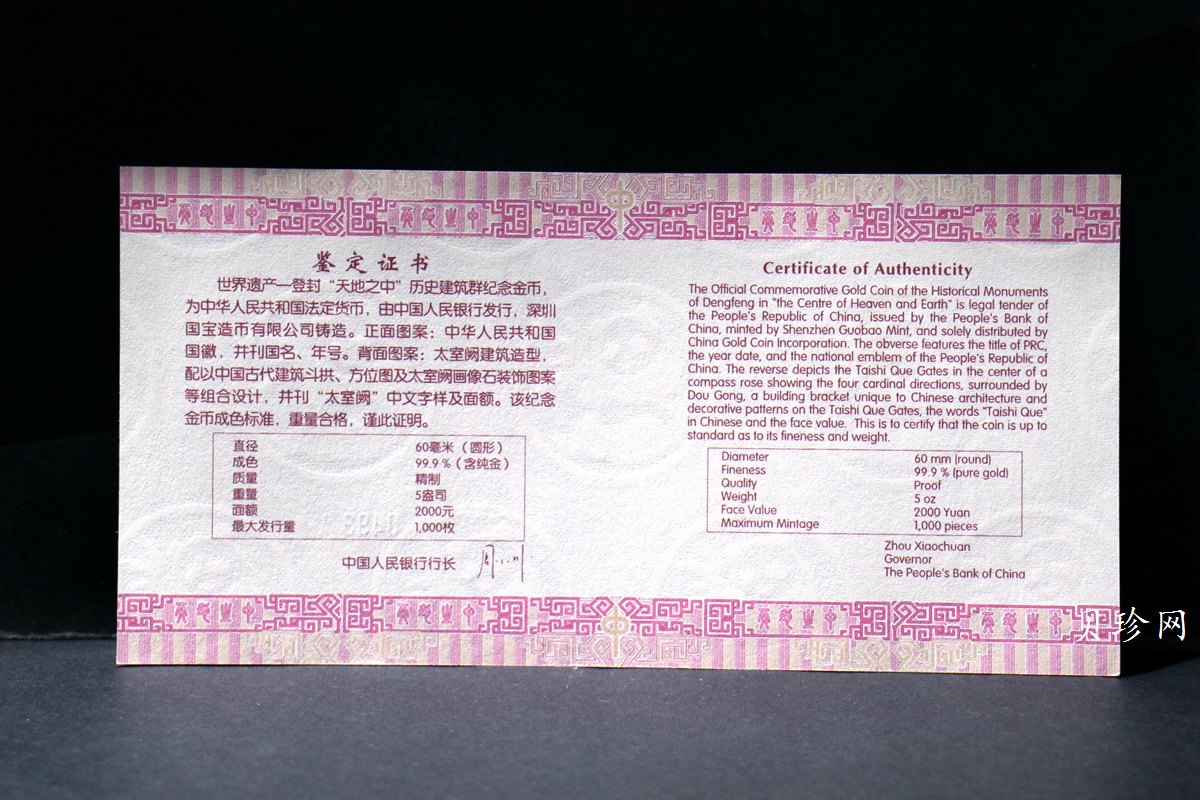 鉴定证书
世界遗产—登封“天地之中”历史建筑群纪念金币，
为中华人民共和国法定货币，由中国人民银行发行，深圳
国宝造币有限公司铸造。正面图案：中华人民共和国
国徽，并刊国名、年号。背面图案：太室阙建筑造型，
配以中国古代建筑斗拱、方位图及太室阙画像石装饰图案
等组合设计，并刊“太室阙”中文字样及面额。该纪念
金币成色标准，重量合格，谨此证明。
直径 60毫米（圆形）
成色 99.9％（含纯金）
质量 精制
重量 5盎司
面额 2000元
最大发行量 1,000枚
中国人民银行行长
Certificate of Authenticity
The Official Commemorative Gold Coin of the Historical Monuments
of Dengfeng in "the Centre of Heaven and Earth" is legal tender of
the People's Republic of China, issued by the People's Bank of
China, minted by Shenzhen Guobao Mint, and solely distributed by
China Gold Coin Incorporation. The obverse features the title of PRC,
the year date, and the national emblem of the People's Republic of
China. The reverse depicts the Taishi Que Gates in the center of a
compass rose showing the four cardinal directions, surrounded by
Dou Gong, a building bracket unique to Chinese architecture and
decorative patterns on the Taishi Que Gates, the words "Taishi Que"
in Chinese and the face value. This is to certify that the coin is up to
standard as to its fineness and weight.
Diameter 60 mm (round)
Fineness 99.9 % (pure gold)
Quality Proof
Weight 5 oz
Face Value 2000 Yuan
Maximum Mintage 1,000 pieces
Zhou Xiaochuan
Governor
The People's Bank of China
珍网